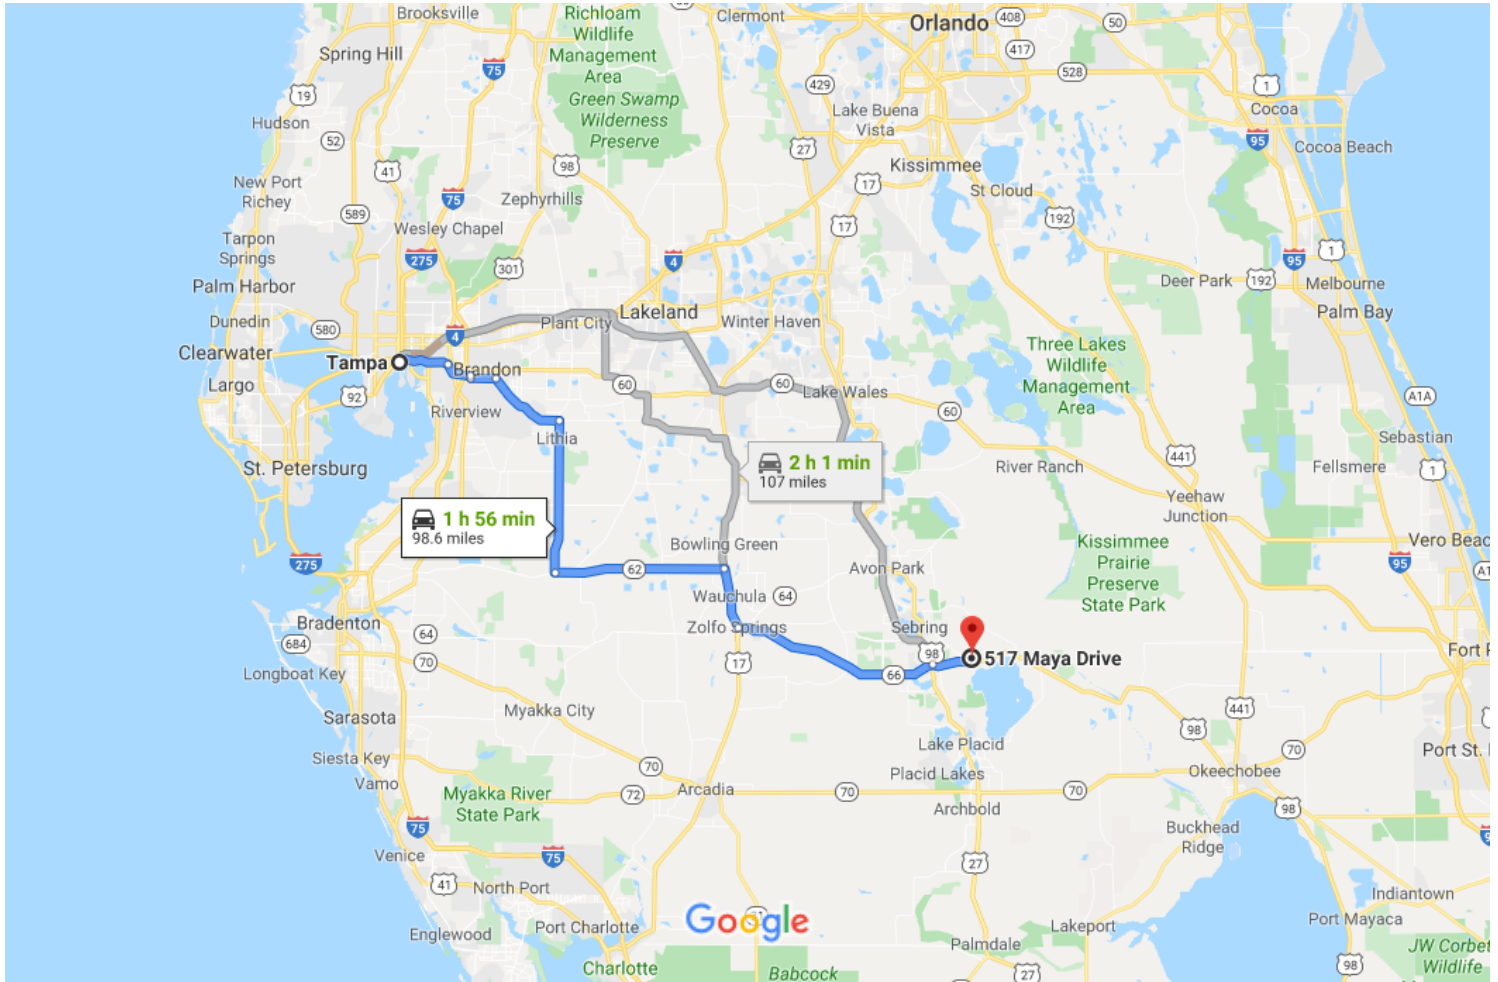 Brooksville
Richloam
Wildlife
Management
Area
Clermont
Orlando
408
50
Spring Hill
75
417
528
429
1
19
Green Swamp
Wilderness
Preserve
Lake Buena
Vista
Cocoa
Hudson
52
27
95
Cocoa Beach
41
98
Kissimmee
New Port
Richey
75
Zephyrhills
17
St Cloud
589
192
Wesley Chapel
17
Tarpon
Springs
275
301
4
95
1
Palm Harbor
Deer Park
192
Melbourne
Lakeland
Palm Bay
Dunedin
580
4
Plant City
Winter Haven
Clearwater
Three Lakes
Wildlife
Management
Area
Tampa
Brandon
Largo
92
60
60
Lake Wales
A1A
Riverview
60
Lithia
Sebastian
St. Petersburg
2 h 1 min
107 miles
River Ranch
441
Fellsmere
1
Yeehaw
Junction
1 h 56 min
98.6 miles
Bowling Green
Kissimmee
Prairie
Preserve
State Park
Vero Beac
275
62
Avon Park
95
A1
Wauchula
64
Bradenton
64
Zolfo Springs
Sebring
684
70
17
98
517 Maya Drive
Fort P
Longboat Key
66
Sarasota
Myakka City
441
98
Siesta Key
70
Lake Placid
70
Port St. L
Vamo
72
Arcadia
70
Placid Lakes
70
Okeechobee
Myakka River
State Park
Archbold
98
75
75
Buckhead
Ridge
Venice
27
41
North Port
Indiantown
Google
Englewood
Port Charlotte
Lakeport
Port Mayaca
Palmdale
JW Corbet
Wildlife
Charlotte
Babcock
27
98